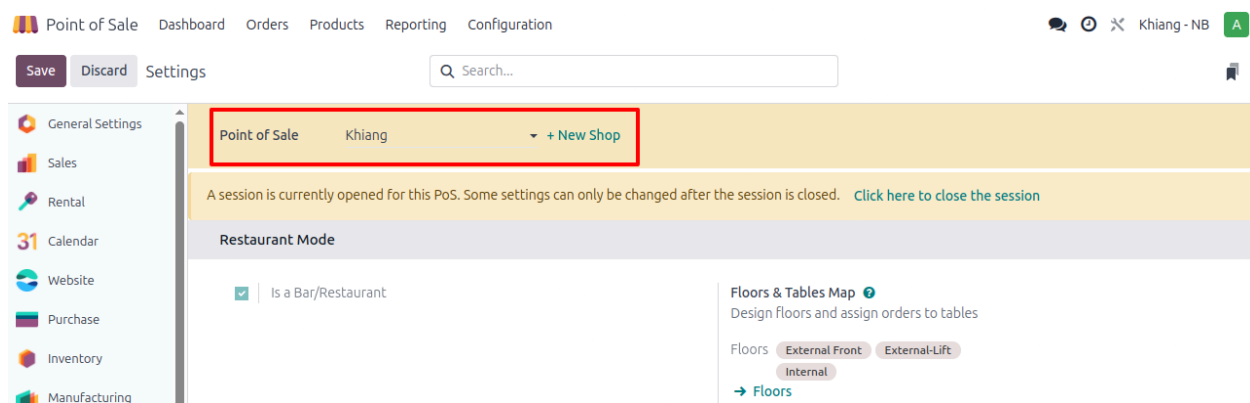 Point of Sale Dashboard Orders Products Reporting Configuration Khiang - NB A
Save Discard Settings Search...
General Settings
Sales
Rental
31 Calendar
Website
Purchase
Inventory
Manufacturing
Point of Sale Khiang + New Shop
A session is currently opened for this PoS. Some settings can only be changed after the session is closed. Click here to close the session
Restaurant Mode
Is a Bar/Restaurant
Floors & Tables Map ?
Design floors and assign orders to tables
Floors External Front External-Lift
Internal
→ Floors